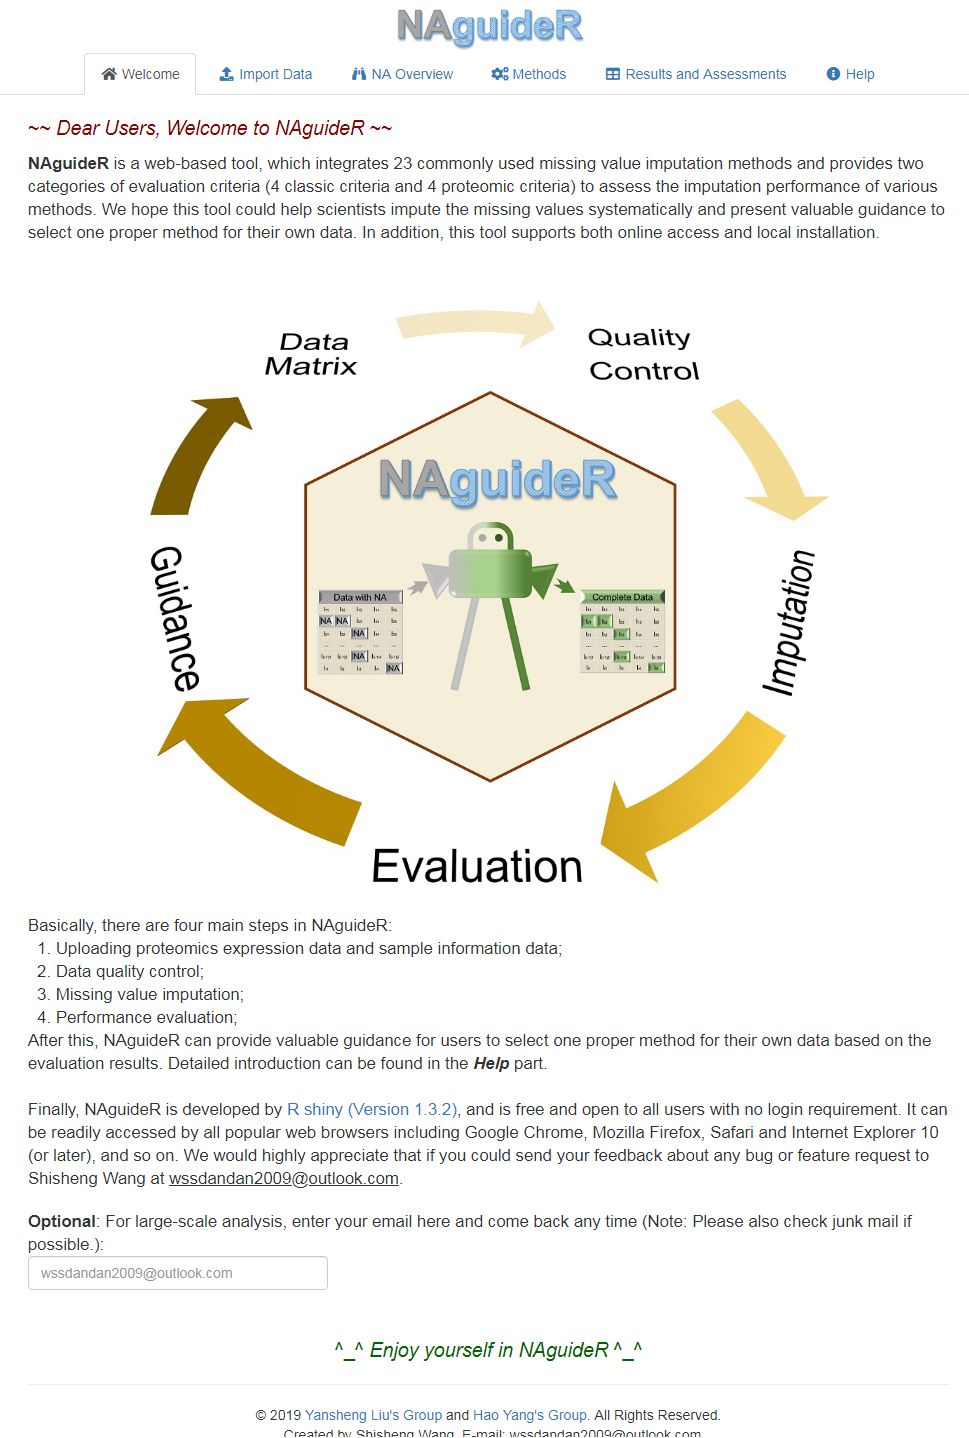 NAguideR
Welcome Import Data NA Overview Methods Results and Assessments Help
~~ Dear Users, Welcome to NAguideR ~~
NAguideR is a web-based tool, which integrates 23 commonly used missing value imputation methods and provides two
categories of evaluation criteria (4 classic criteria and 4 proteomic criteria) to assess the imputation performance of various
methods. We hope this tool could help scientists impute the missing values systematically and present valuable guidance to
select one proper method for their own data. In addition, this tool supports both online access and local installation.
Data
Matrix
Quality
Control
NAguideR
Guidance
Imputation
Data with NA
NA NA
NA
NA
NA
Complete Data
Evaluation
Basically, there are four main steps in NAguideR:
1. Uploading proteomics expression data and sample information data;
2. Data quality control;
3. Missing value imputation;
4. Performance evaluation;
After this, NAguideR can provide valuable guidance for users to select one proper method for their own data based on the
evaluation results. Detailed introduction can be found in the Help part.
Finally, NAguideR is developed by R shiny (Version 1.3.2), and is free and open to all users with no login requirement. It can
be readily accessed by all popular web browsers including Google Chrome, Mozilla Firefox, Safari and Internet Explorer 10
(or later), and so on. We would highly appreciate that if you could send your feedback about any bug or feature request to
Shisheng Wang at wssdandan2009@outlook.com.
Optional: For large-scale analysis, enter your email here and come back any time (Note: Please also check junk mail if
possible.):
wssdandan2009@outlook.com
^_^ Enjoy yourself in NAguideR ^_^
© 2019 Yansheng Liu's Group and Hao Yang's Group. All Rights Reserved.
Created by Shisheng Wang. E-mail: wssdandan2009@outlook.com